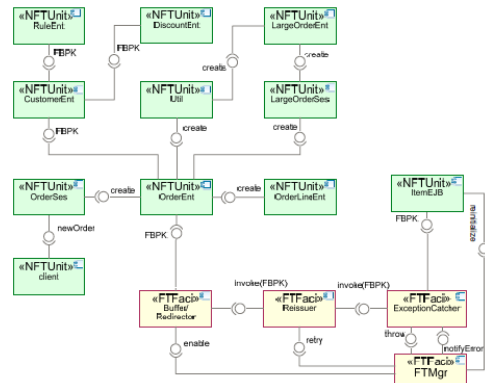 «NFTUnit»
RuleEnt
«NFTUnit»
DiscountEnt
«NFTUnit»
LargeOrderEnt
FBPK
FBPK
create
create
«NFTUnit»
CustomerEnt
«NFTUnit»
Util
«NFTUnit»
LargeOrderSes
FBPK
create
create
«NFTUnit»
OrderSes
create
«NFTUnit»
OrderEnt
create
«NFTUnit»
OrderLineEnt
«NFTUnit»
ItemEJB
newOrder
FBPK
FBPK
reinitialize
«NFTUnit»
client
invoke(FBPK)
invoke(FBPK)
«FTFaci»
Buffer/
Redirector
«FTFaci»
Reissuer
«FTFaci»
ExceptionCatcher
enable
retry
throw
notifyError
«FTFaci»
FTMgr